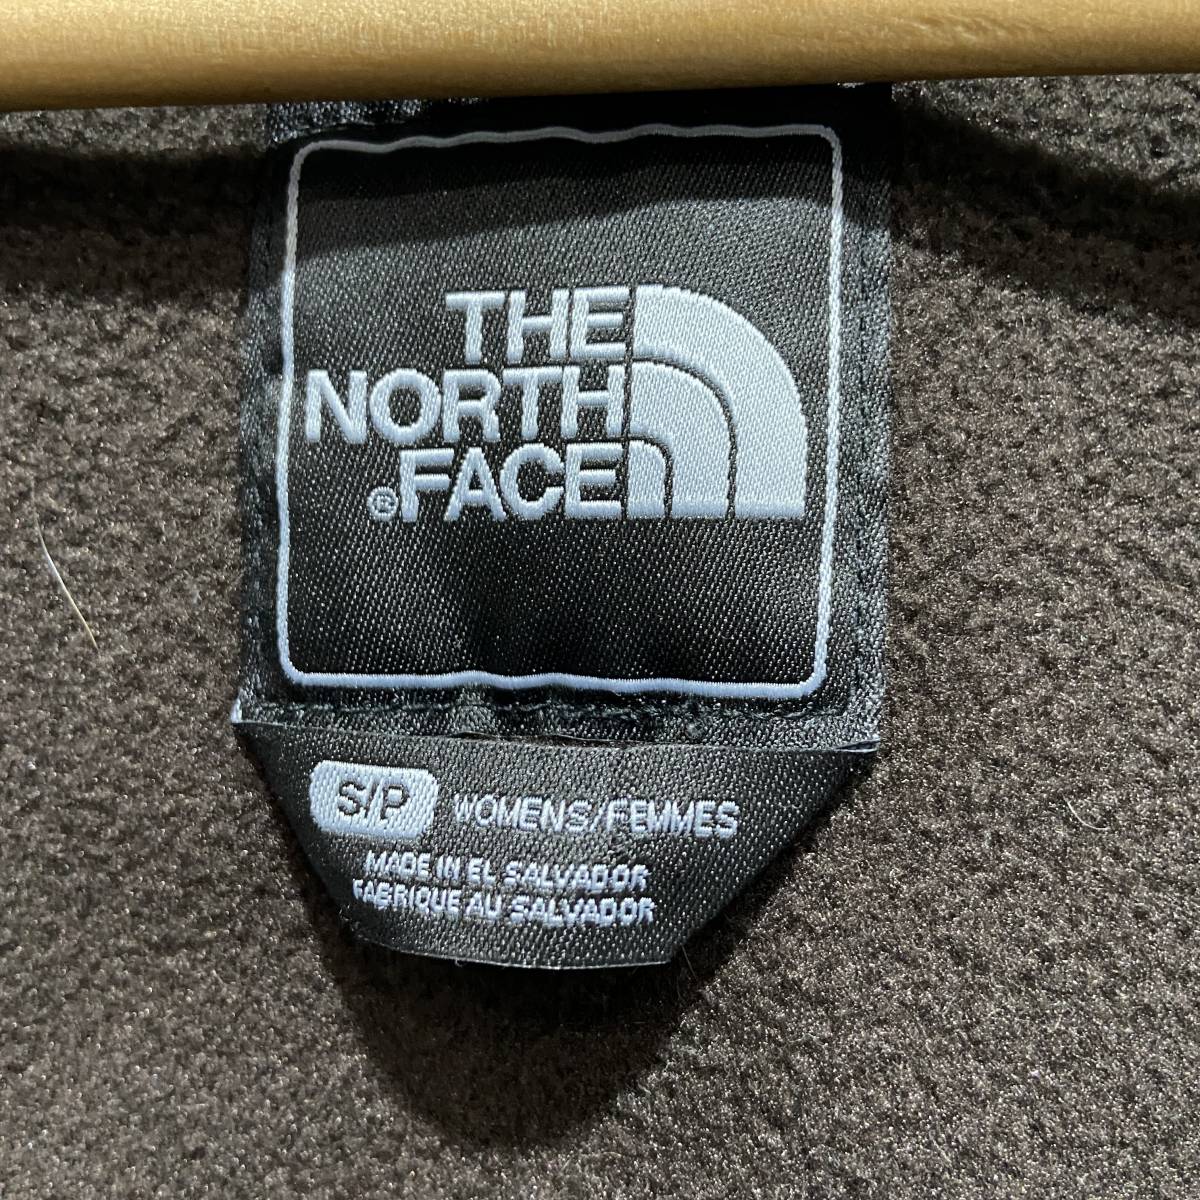 THE
NORTH
®FACE
S/P WOMENS/FEMMES
MADE IN EL SALVADOR
FABRIQUE AU SALVADOR